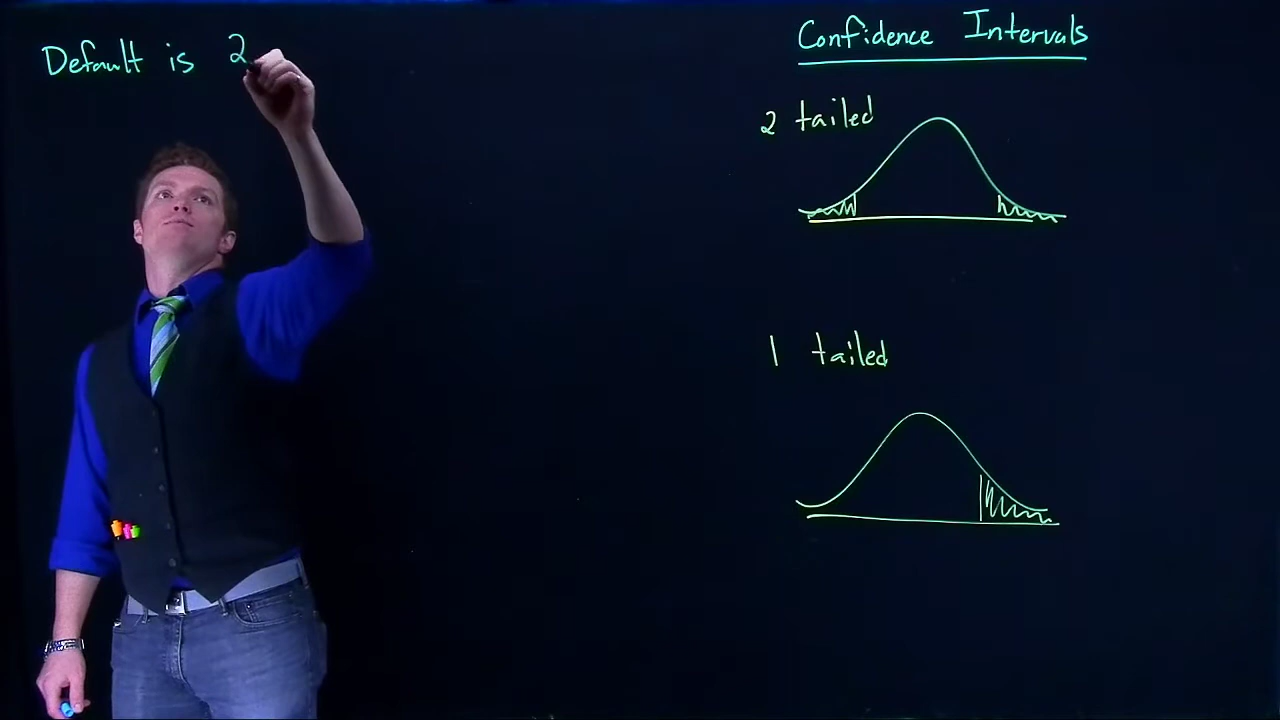 Default is 2
Confidence Intervals
2 tailed
1 tailed